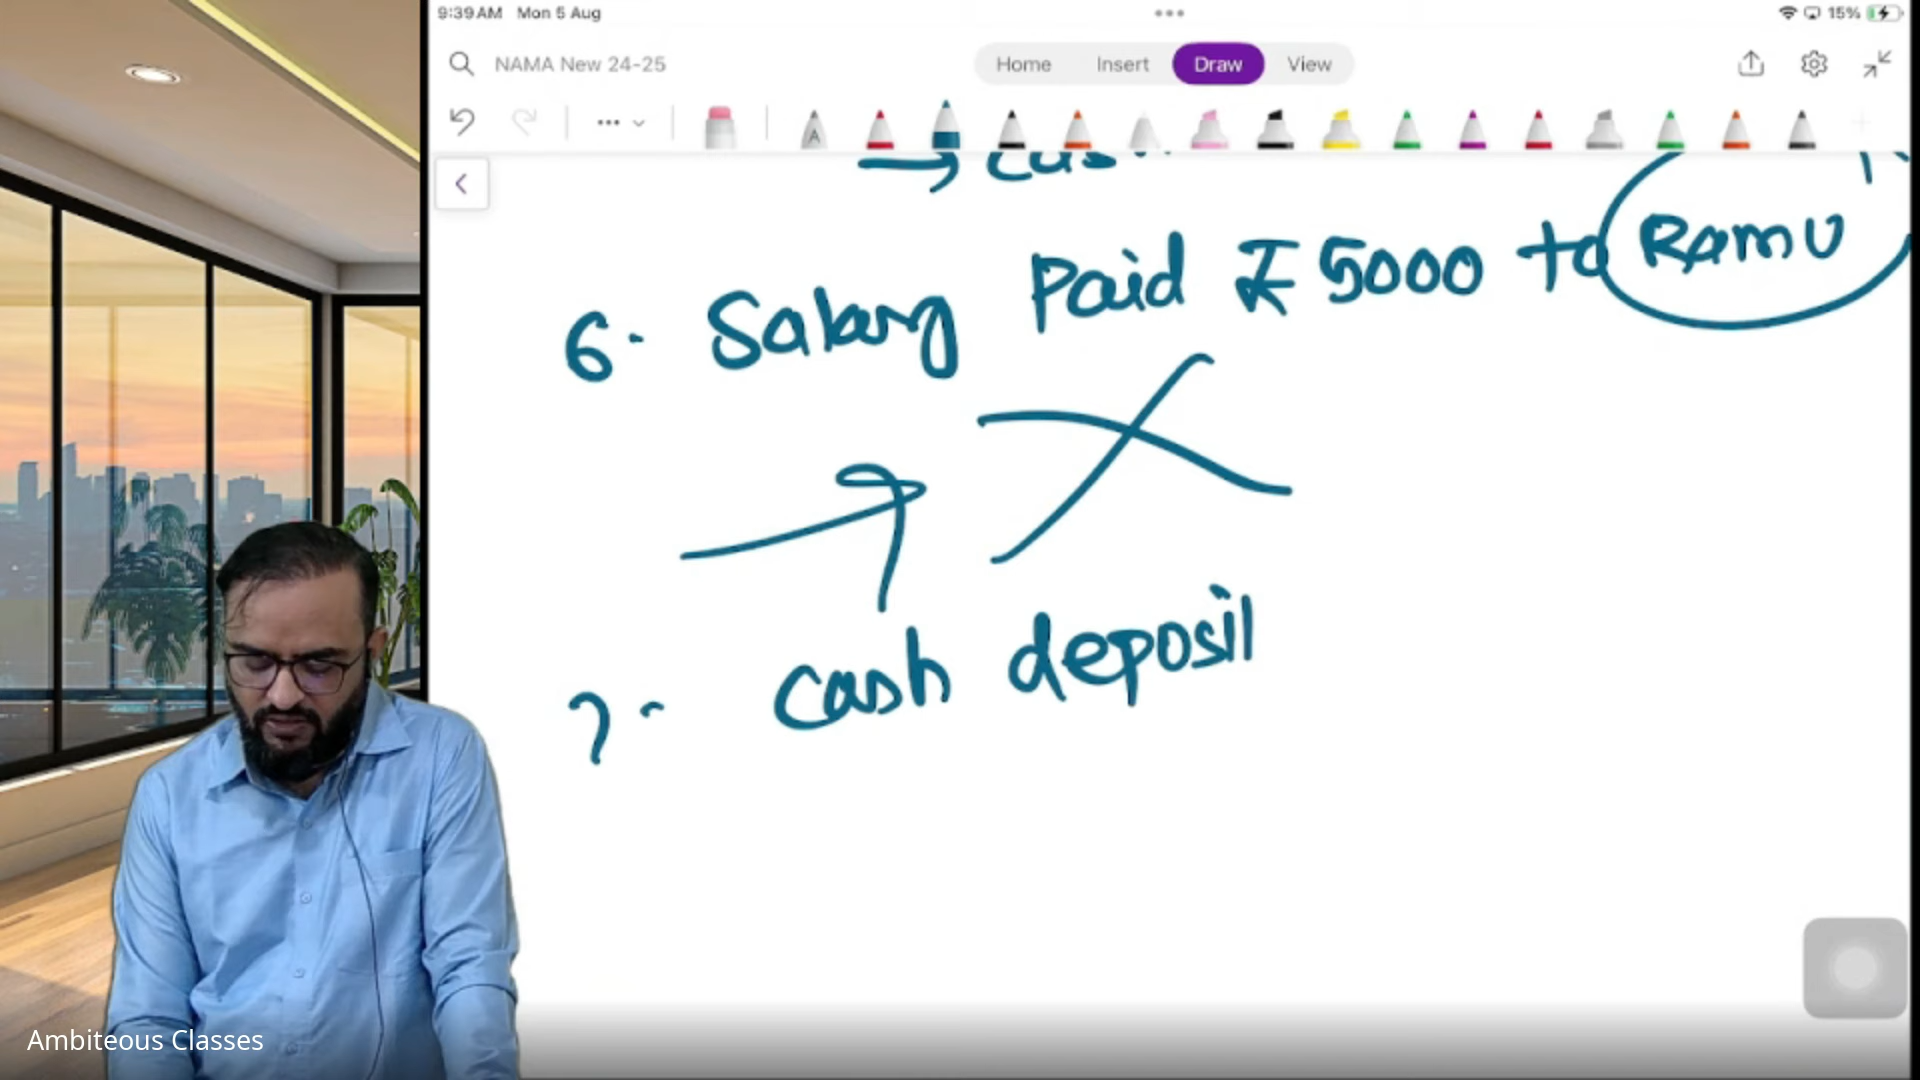 9:39 AM Mon 5 Aug
15%
NAMA New 24-25
Home Insert Draw View
A
→ Cash
6. Salary Paid ₹ 5000 to Ramu
7. Cash deposit
Ambiteous Classes